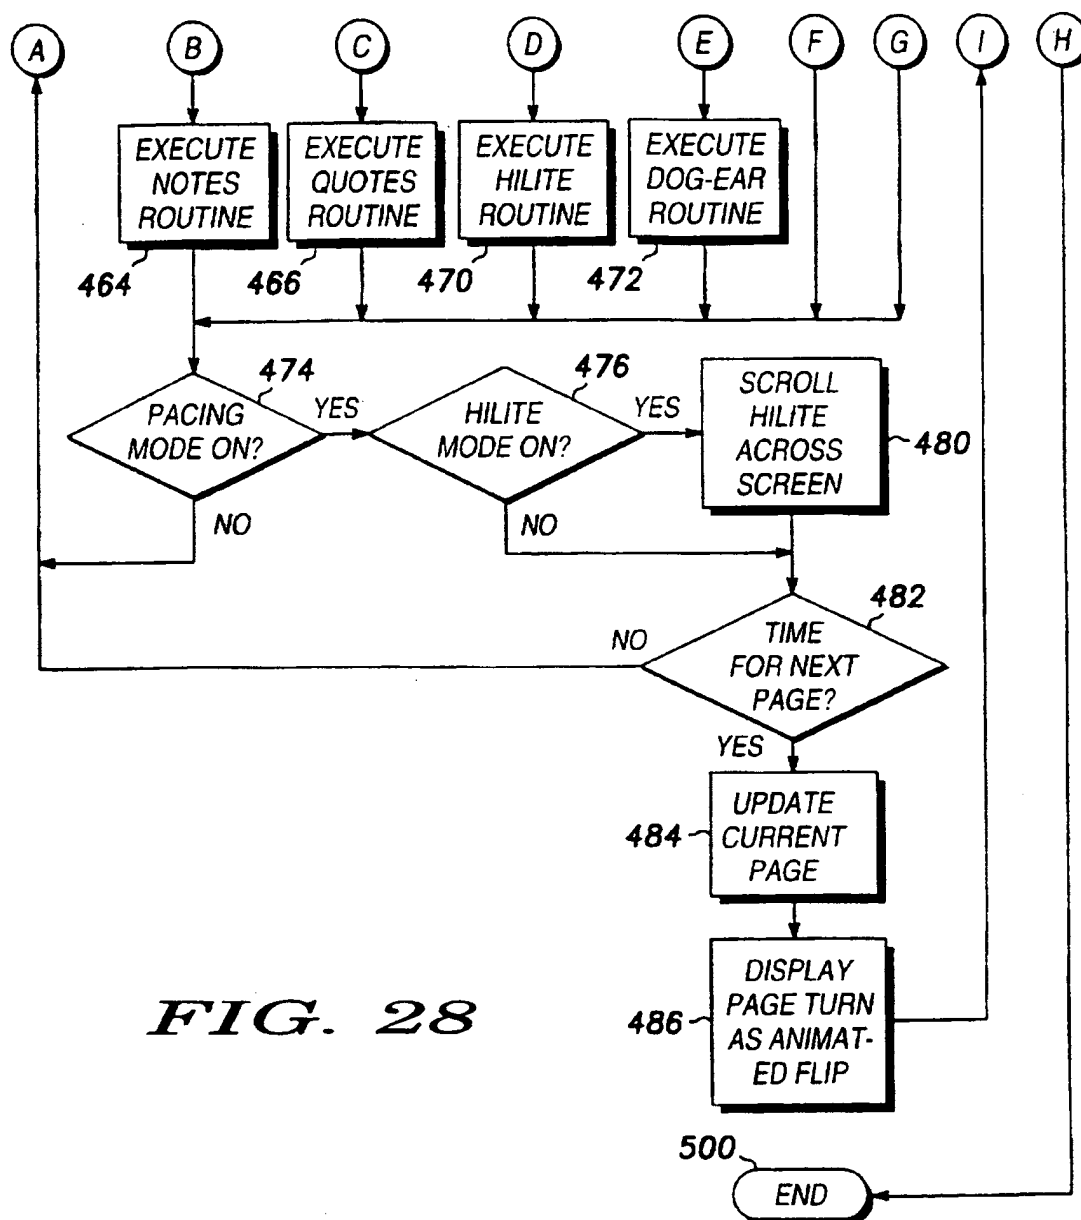 A B C D E F G I H
EXECUTE
NOTES
ROUTINE
464
EXECUTE
QUOTES
ROUTINE
466
EXECUTE
HILITE
ROUTINE
470
EXECUTE
DOG-EAR
ROUTINE
472
474
PACING
MODE ON?
YES
NO
476
HILITE
MODE ON?
YES
NO
SCROLL
HILITE
ACROSS
SCREEN
480
482
TIME
FOR NEXT
PAGE?
NO
YES
484
UPDATE
CURRENT
PAGE
486
DISPLAY
PAGE TURN
AS ANIMAT-
ED FLIP
FIG. 28
500
END